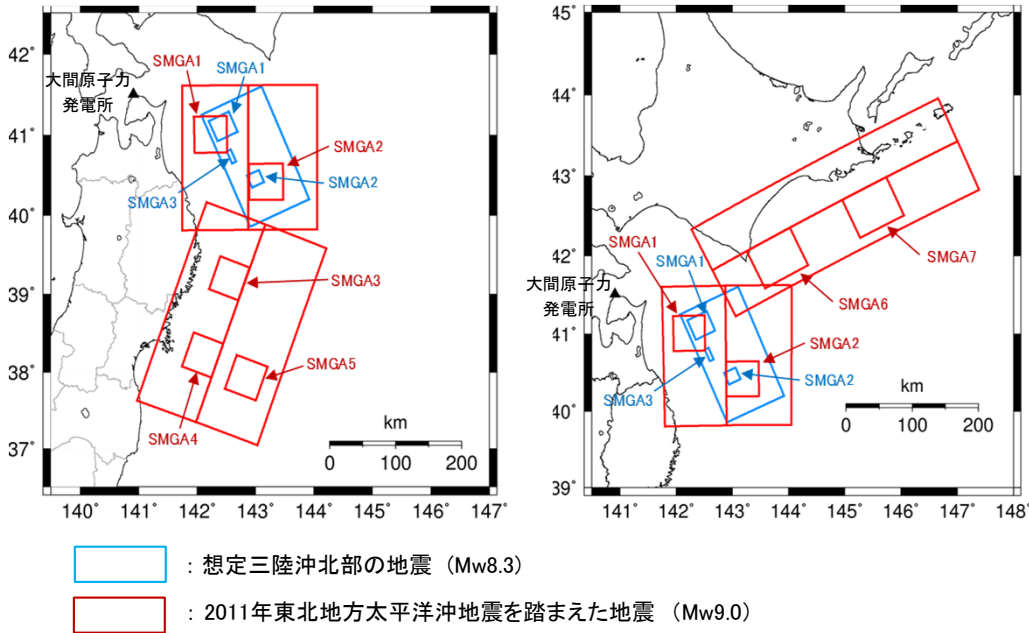 42˚
41˚
40˚
39˚
38˚
37˚
140˚
141˚
142˚
143˚
144˚
145˚
146˚
147˚
大間原子力
発電所
SMGA1
SMGA1
SMGA2
SMGA2
SMGA3
SMGA3
SMGA5
SMGA4
km
0
100
200
45˚
44˚
43˚
42˚
41˚
40˚
39˚
141˚
142˚
143˚
144˚
145˚
146˚
147˚
148˚
SMGA1
SMGA1
大間原子力
発電所
SMGA7
SMGA6
SMGA2
SMGA2
SMGA3
km
0
100
200
：想定三陸沖北部の地震 （Mw8.3）
：2011年東北地方太平洋沖地震を踏まえた地震 （Mw9.0）